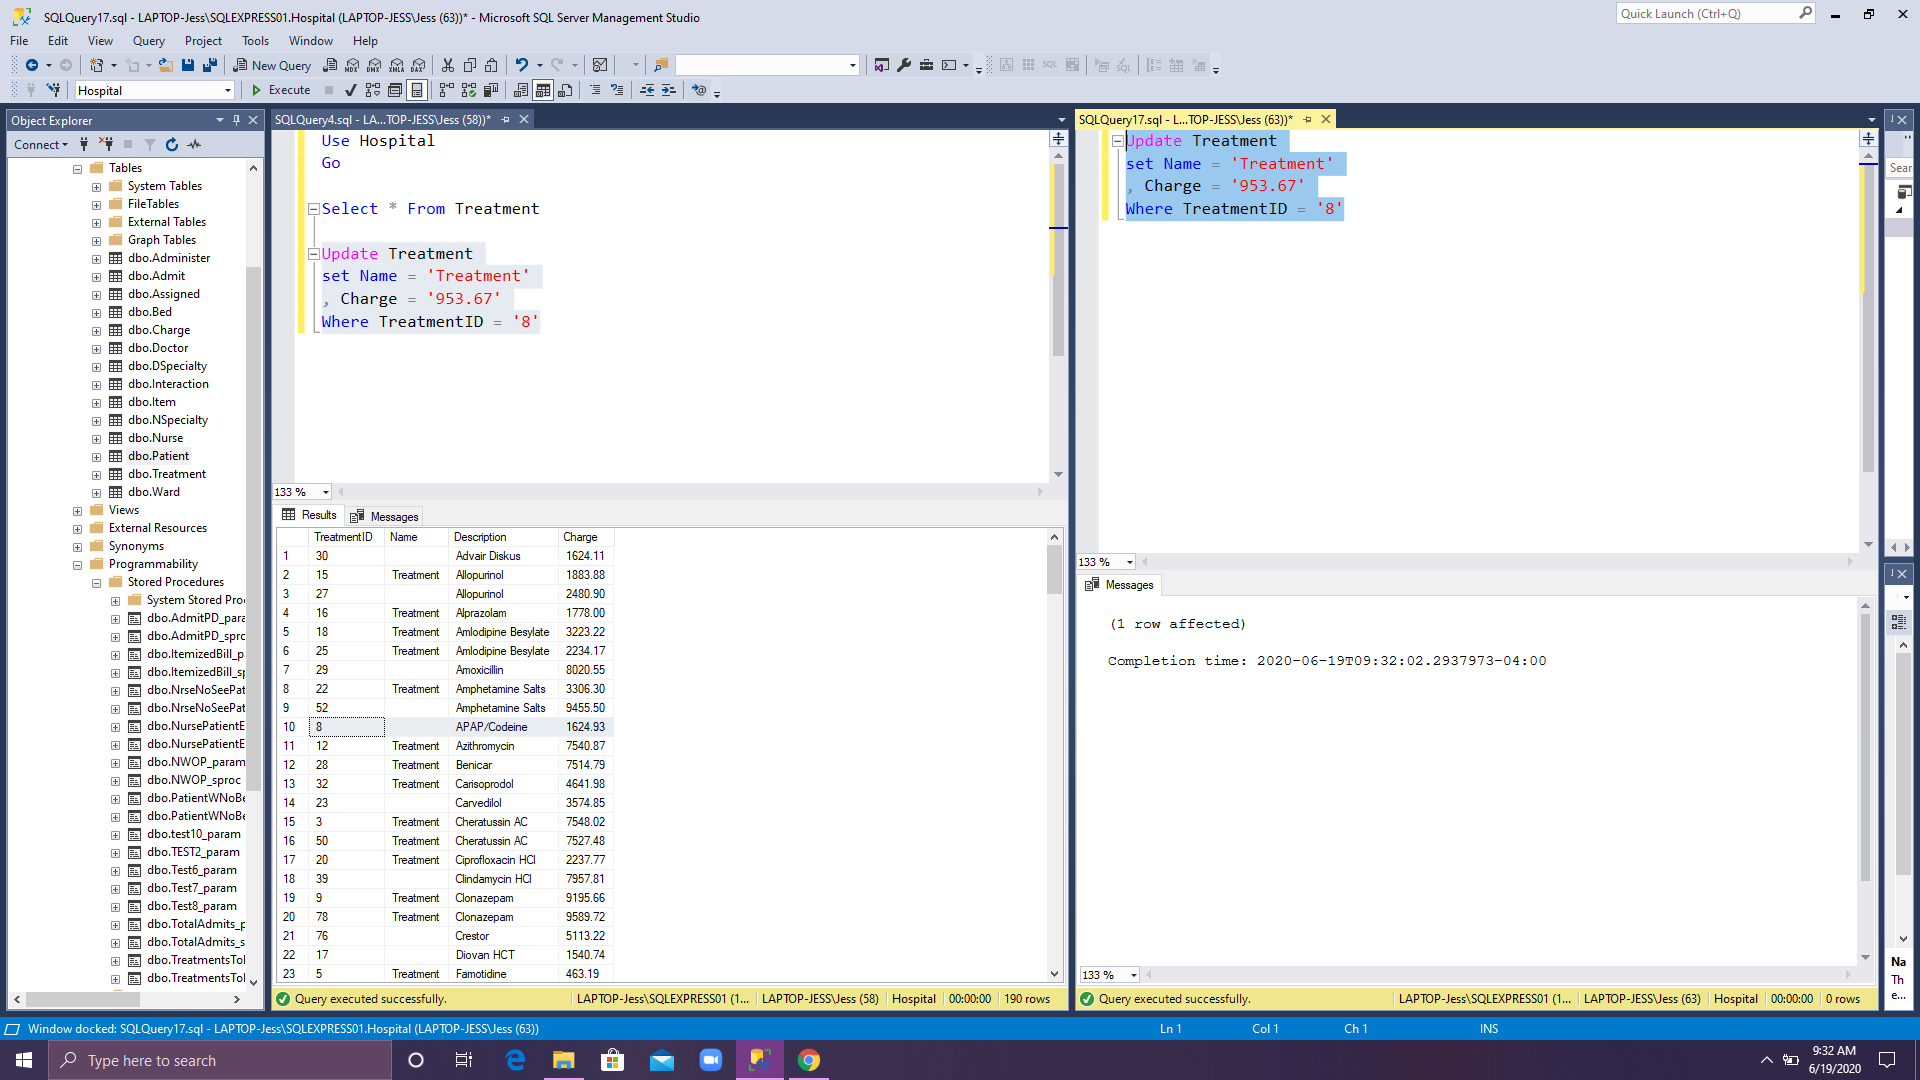 SQLQuery17.sql - LAPTOP-Jess\SQLEXPRESS01.Hospital (LAPTOP-JESS\Jess (63))* - Microsoft SQL Server Management Studio
Quick Launch (Ctrl+Q)
File Edit View Query Project Tools Window Help
New Query MDX DMX XMLA DAX
Hospital Execute
Object Explorer
Connect
Tables
System Tables
FileTables
External Tables
Graph Tables
dbo.Administer
dbo.Admit
dbo.Assigned
dbo.Bed
dbo.Charge
dbo.Doctor
dbo.DSpecialty
dbo.Interaction
dbo.Item
dbo.NSpecialty
dbo.Nurse
dbo.Patient
dbo.Treatment
dbo.Ward
Views
External Resources
Synonyms
Programmability
Stored Procedures
System Stored Pro
dbo.AdmitPD_para
dbo.AdmitPD_sproc
dbo.ItemizedBill_p
dbo.ItemizedBill_s
dbo.NrseNoSeePat
dbo.NrseNoSeePat
dbo.NursePatientE
dbo.NursePatientE
dbo.NWOP_param
dbo.NWOP_sproc
dbo.PatientWNoBe
dbo.PatientWNoBe
dbo.test10_param
dbo.TEST2_param
dbo.Test6_param
dbo.Test7_param
dbo.Test8_param
dbo.TotalAdmits_p
dbo.TotalAdmits_s
dbo.TreatmentsTol
dbo.TreatmentsTol
SQLQuery4.sql - LA...TOP-JESS\Jess (58))*
Use Hospital
Go
Select * From Treatment
Update Treatment
set Name = 'Treatment'
, Charge = '953.67'
Where TreatmentID = '8'
133 %
Results Messages
TreatmentID Name Description Charge
1 30 Advair Diskus 1624.11
2 15 Treatment Allopurinol 1883.88
3 27 Allopurinol 2480.90
4 16 Treatment Alprazolam 1778.00
5 18 Treatment Amlodipine Besylate 3223.22
6 25 Treatment Amlodipine Besylate 2234.17
7 29 Amoxicillin 8020.55
8 22 Treatment Amphetamine Salts 3306.30
9 52 Amphetamine Salts 9455.50
10 8 APAP/Codeine 1624.93
11 12 Treatment Azithromycin 7540.87
12 28 Treatment Benicar 7514.79
13 32 Treatment Carisoprodol 4641.98
14 23 Carvedilol 3574.85
15 3 Treatment Cheratussin AC 7548.02
16 50 Treatment Cheratussin AC 7527.48
17 20 Treatment Ciprofloxacin HCl 2237.77
18 39 Clindamycin HCl 7957.81
19 9 Treatment Clonazepam 9195.66
20 78 Treatment Clonazepam 9589.72
21 76 Crestor 5113.22
22 17 Diovan HCT 1540.74
23 5 Treatment Famotidine 463.19
Query executed successfully. LAPTOP-Jess\SQLEXPRESS01 (1... LAPTOP-JESS\Jess (58) Hospital 00:00:00 190 rows
SQLQuery17.sql - L...TOP-JESS\Jess (63))*
Update Treatment
set Name = 'Treatment'
, Charge = '953.67'
Where TreatmentID = '8'
133 %
Messages
(1 row affected)
Completion time: 2020-06-19T09:32:02.2937973-04:00
133 %
Query executed successfully. LAPTOP-Jess\SQLEXPRESS01 (1... LAPTOP-JESS\Jess (63) Hospital 00:00:00 0 rows
Sear
Na
Th
e...
Window docked: SQLQuery17.sql - LAPTOP-Jess\SQLEXPRESS01.Hospital (LAPTOP-JESS\Jess (63)) Ln 1 Col 1 Ch 1 INS
Type here to search
9:32 AM
6/19/2020